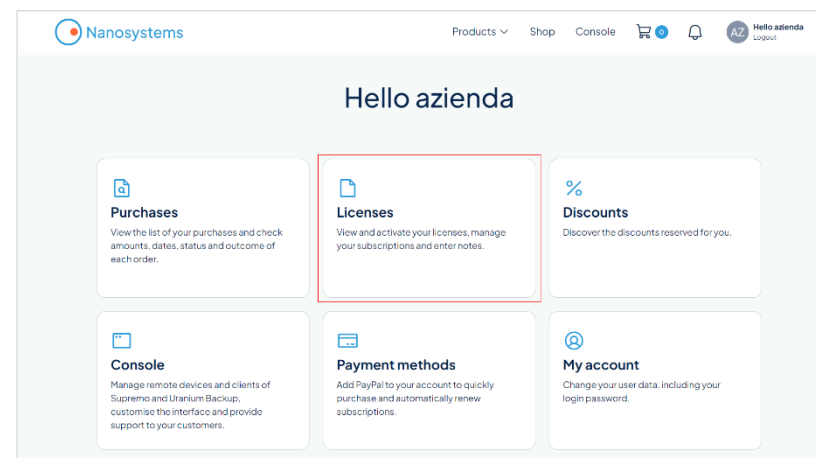 Nanosystems
Products
Shop
Console
0
AZ
Hello azienda
Logout
Hello azienda
Purchases
View the list of your purchases and check
amounts, dates, status and outcome of
each order.
Licenses
View and activate your licenses, manage
your subscriptions and enter notes.
Discounts
Discover the discounts reserved for you.
Console
Manage remote devices and clients of
Supremo and Uranium Backup,
customise the interface and provide
support to your customers.
Payment methods
Add PayPal to your account to quickly
purchase and automatically renew
subscriptions.
My account
Change your user data, including your
login password.